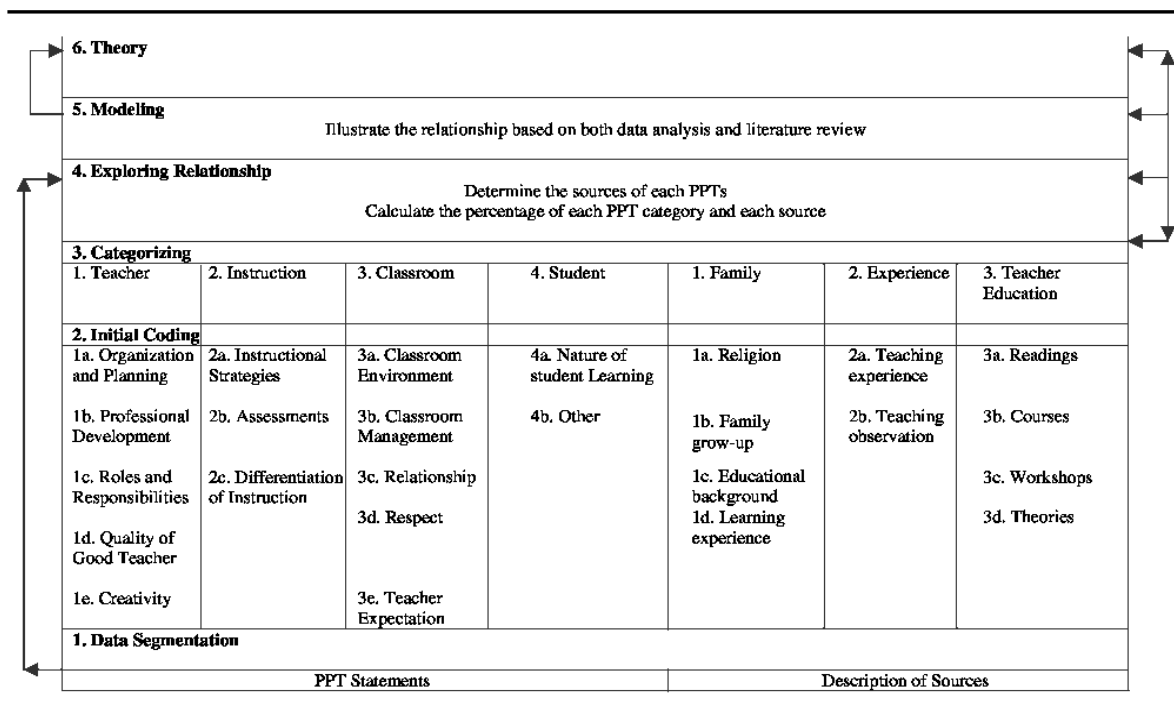 6. Theory
5. Modeling
Illustrate the relationship based on both data analysis and literature review
4. Exploring Relationship
Determine the sources of each PPTs
Calculate the percentage of each PPT category and each source
3. Categorizing
1. Teacher
2. Instruction
3. Classroom
4. Student
1. Family
2. Experience
3. Teacher
Education
2. Initial Coding
1a. Organization
and Planning
1b. Professional
Development
1c. Roles and
Responsibilities
1d. Quality of
Good Teacher
1e. Creativity
2a. Instructional
Strategies
2b. Assessments
2c. Differentiation
of Instruction
3a. Classroom
Environment
3b. Classroom
Management
3c. Relationship
3d. Respect
3e. Teacher
Expectation
4a. Nature of
student Learning
4b. Other
1a. Religion
1b. Family
grow-up
1c. Educational
background
1d. Learning
experience
2a. Teaching
experience
2b. Teaching
observation
3a. Readings
3b. Courses
3c. Workshops
3d. Theories
1. Data Segmentation
PPT Statements
Description of Sources